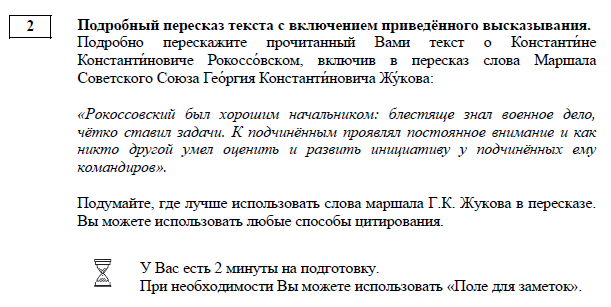 2
Подробный пересказ текста с включением приведённого высказывания.
Подробно перескажите прочитанный Вами текст о Константи́не
Константи́новиче Рокоссо́вском, включив в пересказ слова Маршала
Советского Союза Гео́ргия Константи́новича Жу́кова:
«Рокоссовский был хорошим начальником: блестяще знал военное дело,
чётко ставил задачи. К подчинённым проявлял постоянное внимание и как
никто другой умел оценить и развить инициативу у подчинённых ему
командиров».
Подумайте, где лучше использовать слова маршала Г.К. Жукова в пересказе.
Вы можете использовать любые способы цитирования.
У Вас есть 2 минуты на подготовку.
При необходимости Вы можете использовать «Поле для заметок».